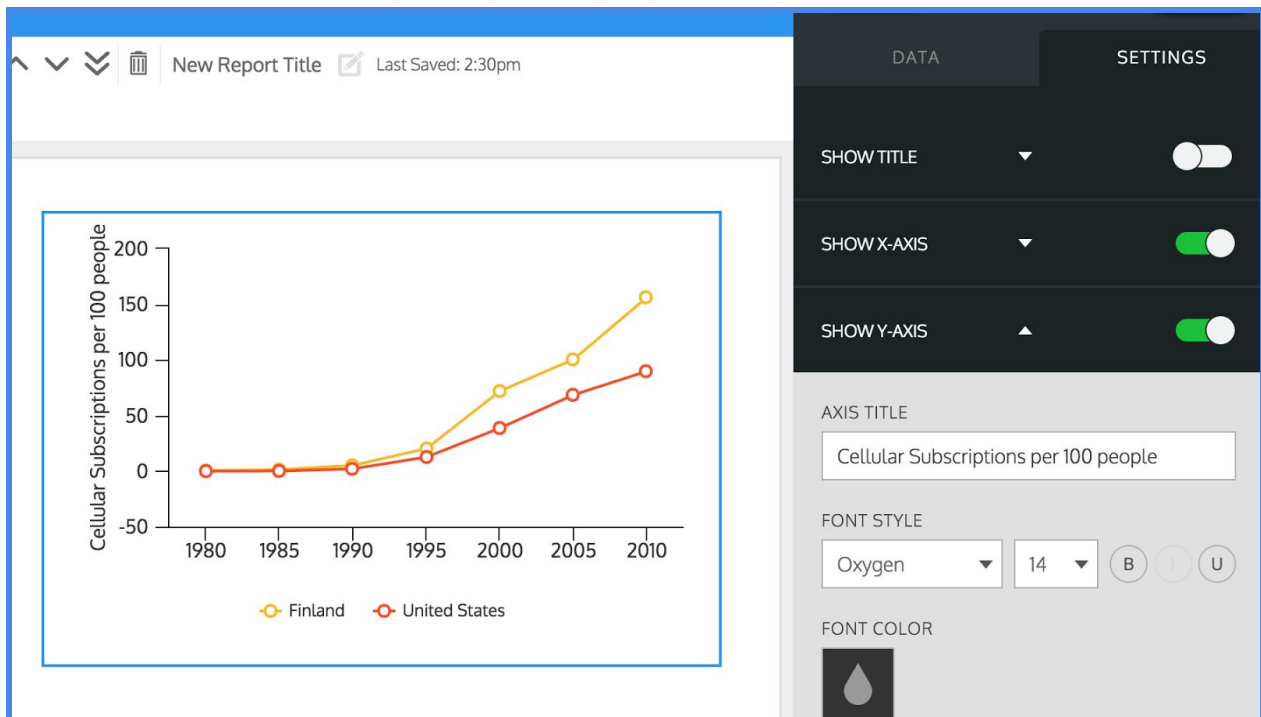 New Report Title
Last Saved: 2:30pm
DATA
SETTINGS
SHOW TITLE
SHOW X-AXIS
SHOW Y-AXIS
Cellular Subscriptions per 100 people
200
150
100
50
0
-50
1980 1985 1990 1995 2000 2005 2010
Finland United States
AXIS TITLE
Cellular Subscriptions per 100 people
FONT STYLE
Oxygen 14 B I U
FONT COLOR